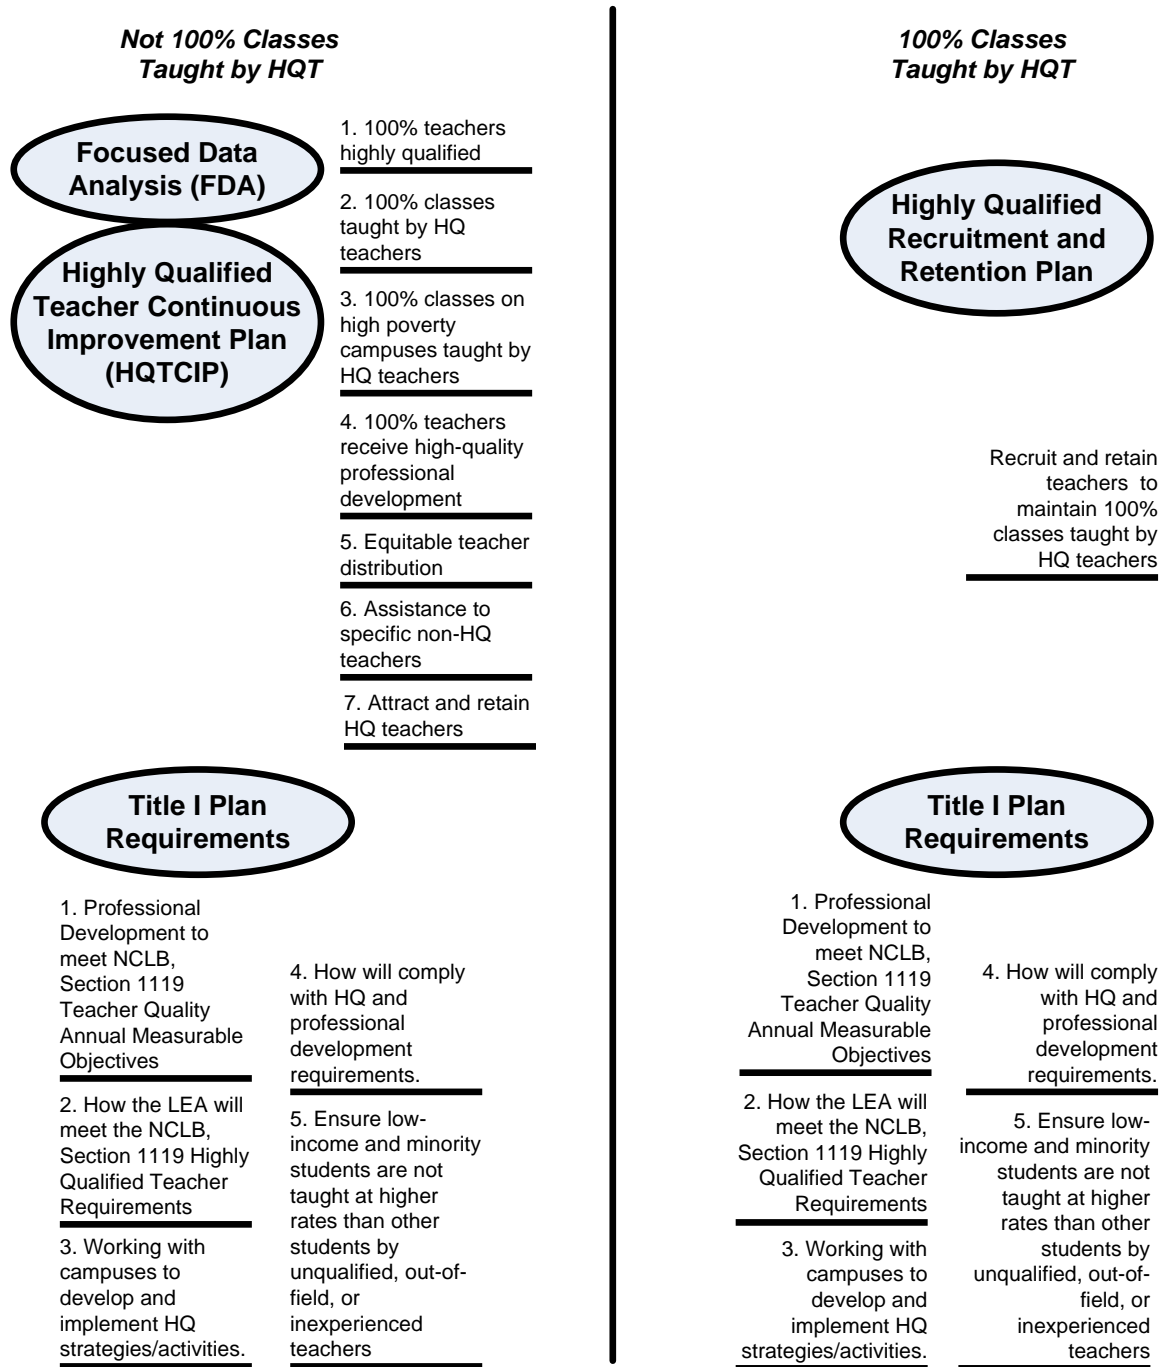 Not 100% Classes
Taught by HQT
Focused Data
Analysis (FDA)
Highly Qualified
Teacher Continuous
Improvement Plan
(HQTCIP)
1. 100% teachers
highly qualified
2. 100% classes
taught by HQ
teachers
3. 100% classes on
high poverty
campuses taught by
HQ teachers
4. 100% teachers
receive high-quality
professional
development
5. Equitable teacher
distribution
6. Assistance to
specific non-HQ
teachers
7. Attract and retain
HQ teachers
Title I Plan
Requirements
1. Professional
Development to
meet NCLB,
Section 1119
Teacher Quality
Annual Measurable
Objectives
2. How the LEA will
meet the NCLB,
Section 1119 Highly
Qualified Teacher
Requirements
3. Working with
campuses to
develop and
implement HQ
strategies/activities.
4. How will comply
with HQ and
professional
development
requirements.
5. Ensure low-
income and minority
students are not
taught at higher
rates than other
students by
unqualified, out-of-
field, or
inexperienced
teachers
100% Classes
Taught by HQT
Highly Qualified
Recruitment and
Retention Plan
Recruit and retain
teachers to
maintain 100%
classes taught by
HQ teachers
Title I Plan
Requirements
1. Professional
Development to
meet NCLB,
Section 1119
Teacher Quality
Annual Measurable
Objectives
2. How the LEA will
meet the NCLB,
Section 1119 Highly
Qualified Teacher
Requirements
3. Working with
campuses to
develop and
implement HQ
strategies/activities.
4. How will comply
with HQ and
professional
development
requirements.
5. Ensure low-
income and minority
students are not
taught at higher
rates than other
students by
unqualified, out-of-
field, or
inexperienced
teachers